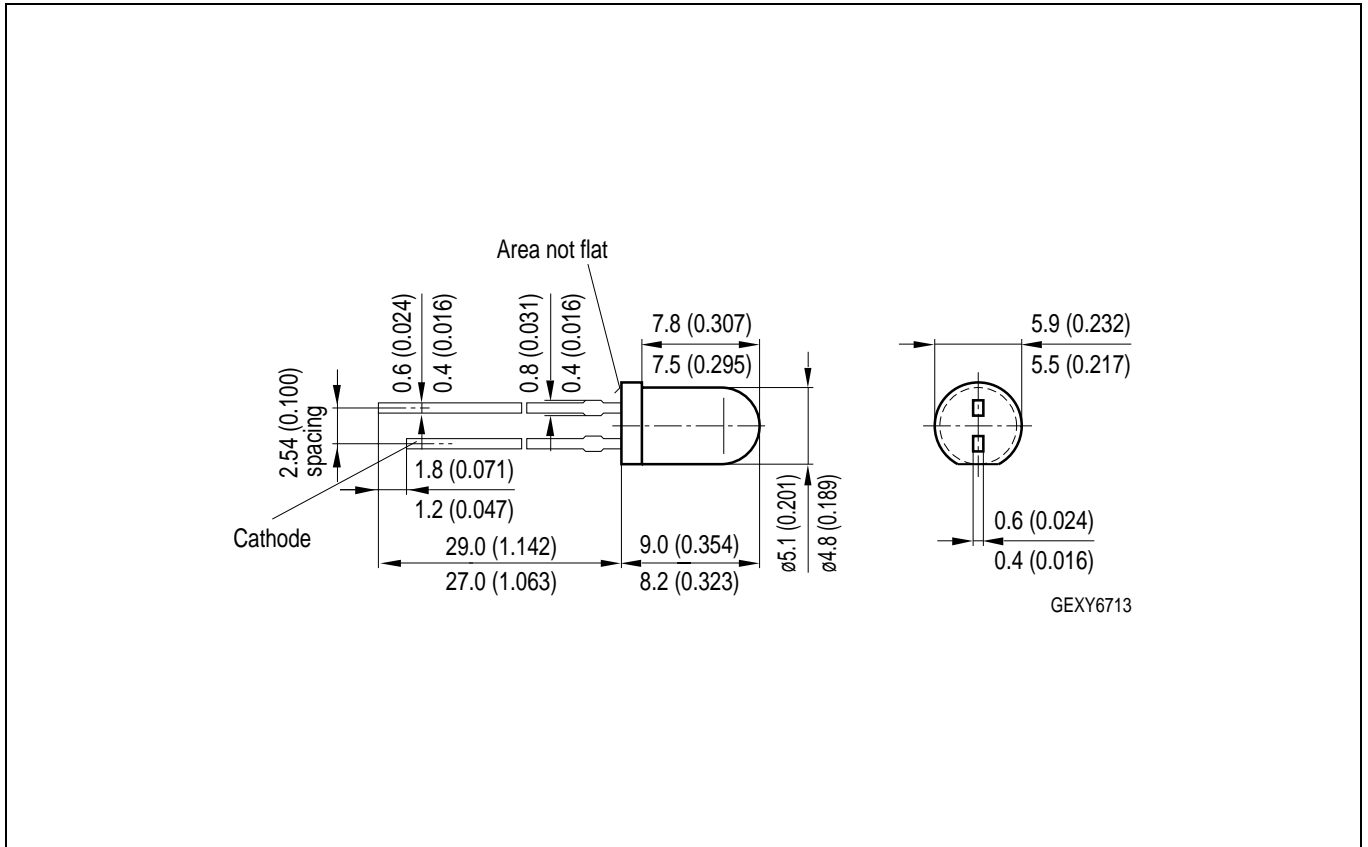 Area not flat
0.6 (0.024)
0.4 (0.016)
0.8 (0.031)
0.4 (0.016)
7.8 (0.307)
7.5 (0.295)
5.9 (0.232)
5.5 (0.217)
2.54 (0.100)
spacing
1.8 (0.071)
1.2 (0.047)
Cathode
29.0 (1.142)
27.0 (1.063)
9.0 (0.354)
8.2 (0.323)
ø5.1 (0.201)
ø4.8 (0.189)
0.6 (0.024)
0.4 (0.016)
GEXY6713